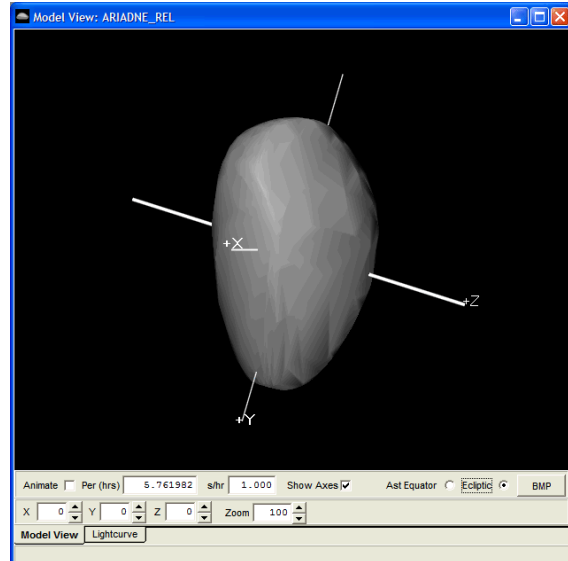 Model View: ARIADNE_REL
+X
+Z
+Y
Animate Per (hrs) 5.761982 s/hr 1.000 Show Axes Ast Equator Ecliptic BMP
X 0 Y 0 Z 0 Zoom 100
Model View Lightcurve